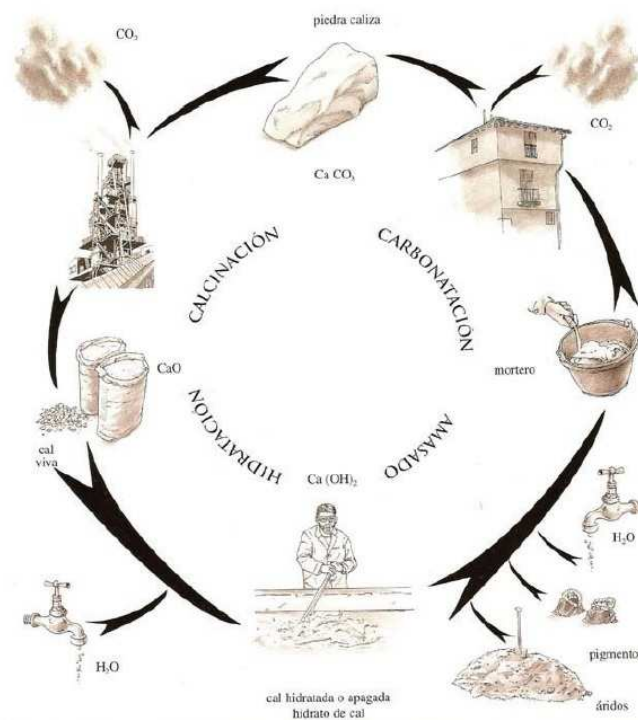 piedra caliza
CO₂
CO₂
Ca CO₃
CALCINACIÓN
CARBONATACIÓN
CaO
mortero
cal
viva
HIDRATACIÓN
AMASADO
Ca (OH)₂
H₂O
H₂O
pigmento
áridos
cal hidratada o apagada
hidrato de cal